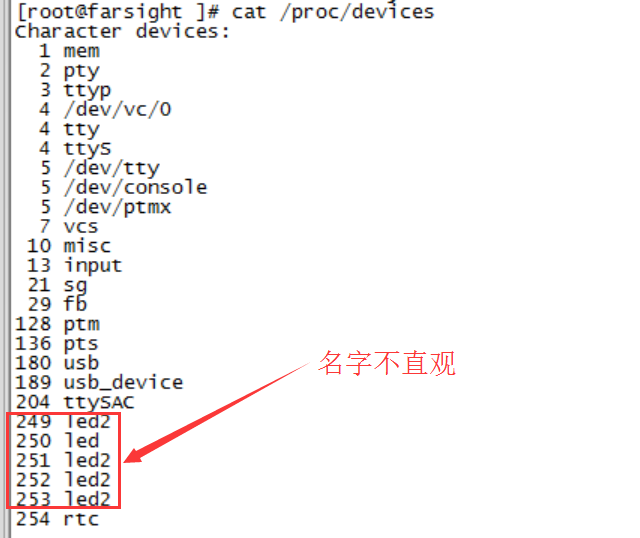 [root@farsight ]# cat /proc/devices
Character devices:
1 mem
2 pty
3 ttyp
4 /dev/vc/0
4 tty
4 ttyS
5 /dev/tty
5 /dev/console
5 /dev/ptmx
7 vcs
10 misc
13 input
21 sg
29 fb
128 ptm
136 pts
180 usb
名字不直观
189 usb_device
204 ttySAC
249 led2
250 led
251 led2
252 led2
253 led2
254 rtc